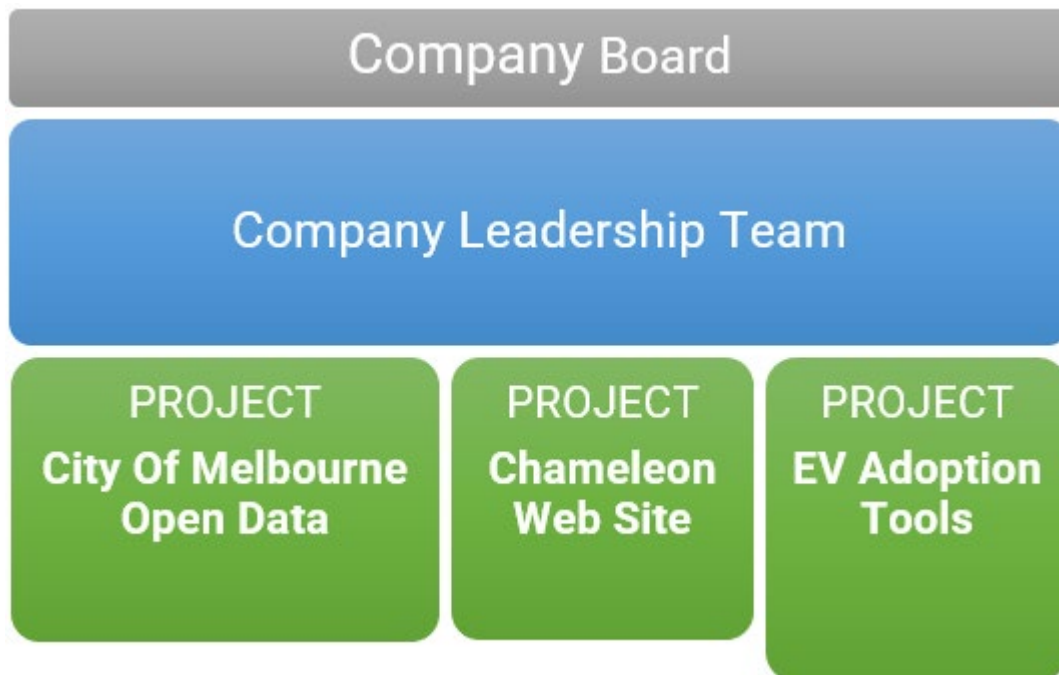 Company Board
Company Leadership Team
PROJECT
City Of Melbourne
Open Data
PROJECT
Chameleon
Web Site
PROJECT
EV Adoption
Tools